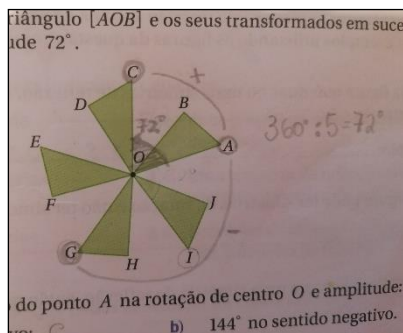 riângulo [AOB] e os seus transformados em suce
ude 72°.
C
+
D
B
72°
360° : 5 = 72°
E
O
A
F
J
–
G
H
I
do ponto A na rotação de centro O e amplitude:
b) 144° no sentido negativo.